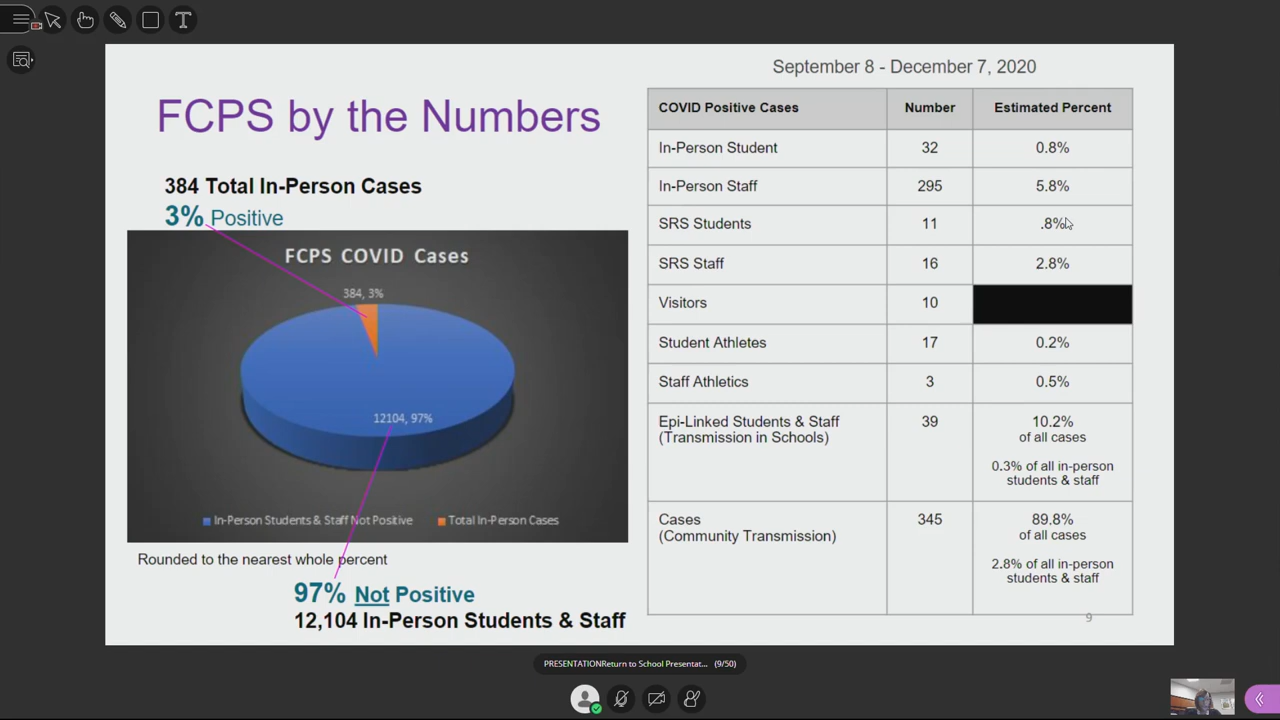 September 8 - December 7, 2020
FCPS by the Numbers
384 Total In-Person Cases
3% Positive
FCPS COVID Cases
384, 3%
12104, 97%
In-Person Students & Staff Not Positive
Total In-Person Cases
Rounded to the nearest whole percent
97% Not Positive
12,104 In-Person Students & Staff
COVID Positive Cases Number Estimated Percent
In-Person Student 32 0.8%
In-Person Staff 295 5.8%
SRS Students 11 .8%
SRS Staff 16 2.8%
Visitors 10
Student Athletes 17 0.2%
Staff Athletics 3 0.5%
Epi-Linked Students & Staff 39 10.2%
(Transmission in Schools) of all cases
0.3% of all in-person
students & staff
Cases 345 89.8%
(Community Transmission) of all cases
2.8% of all in-person
students & staff
9
PRESENTATIONReturn to School Presentat... (9/50)